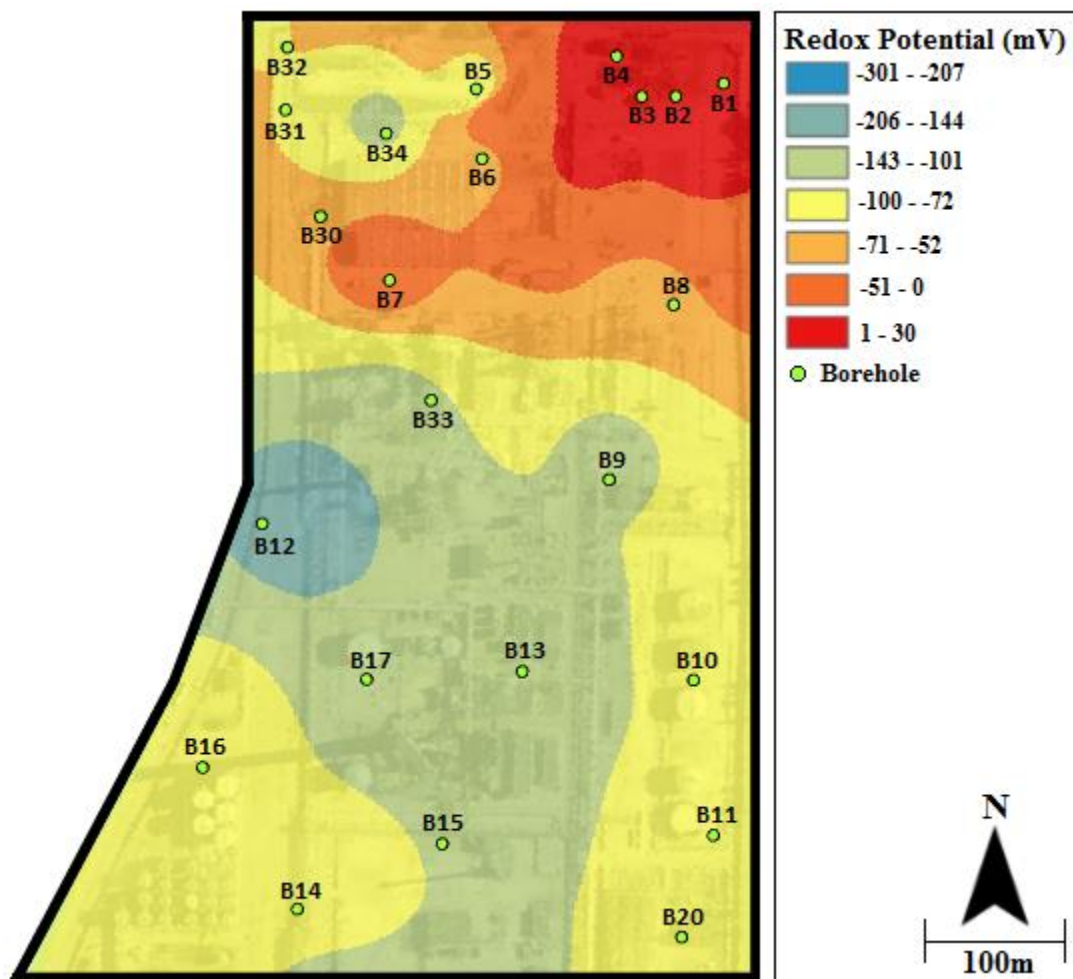 B32
B5
B4
B1
B31
B3
B2
B34
B6
B30
B7
B8
B33
B9
B12
B17
B13
B10
B16
B15
B11
B14
B20
Redox Potential (mV)
-301 - -207
-206 - -144
-143 - -101
-100 - -72
-71 - -52
-51 - 0
1 - 30
Borehole
N
100m